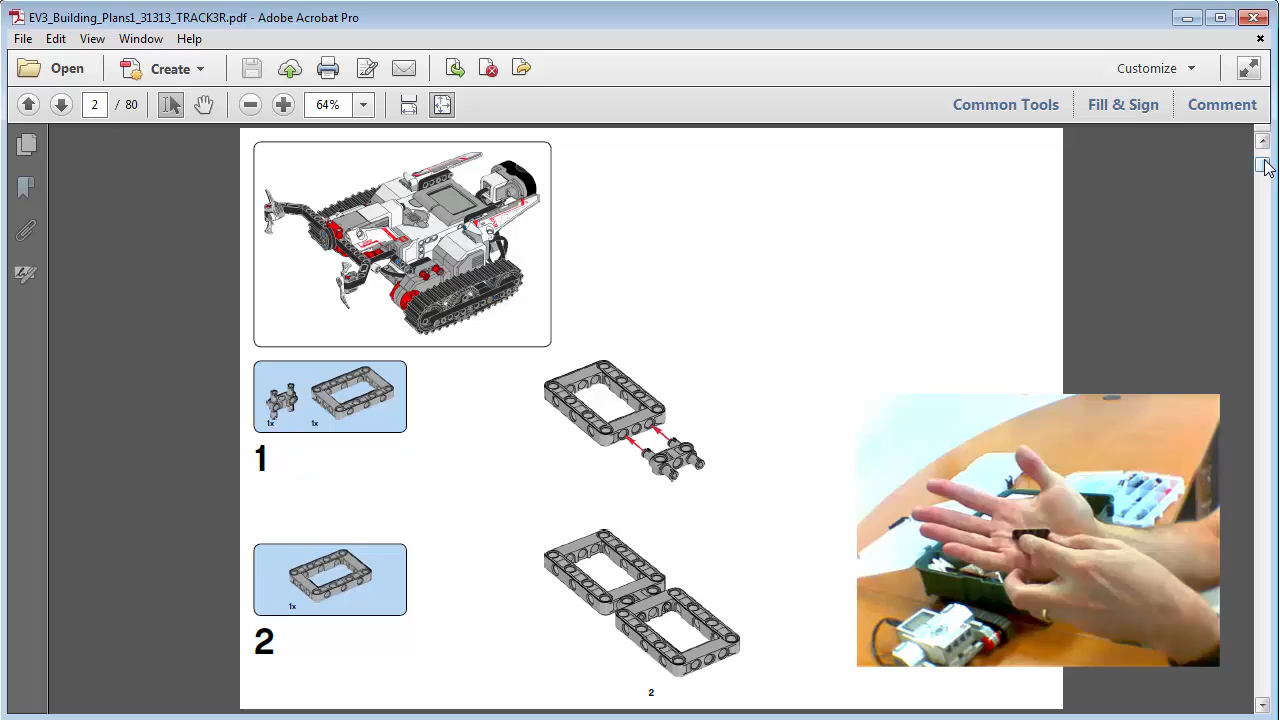 EV3_Building_Plans1_31313_TRACK3R.pdf - Adobe Acrobat Pro
File Edit View Window Help
Open Create Customize
2 / 80 64% Common Tools Fill & Sign Comment
1x 1x
1
1x
2
2